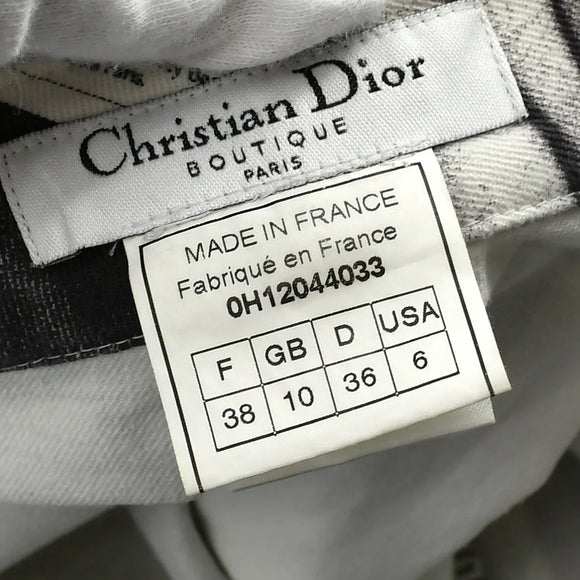 Christian Dior
BOUTIQUE
PARIS
MADE IN FRANCE
Fabriqué en France
0H12044033
F GB D USA
38 10 36 6